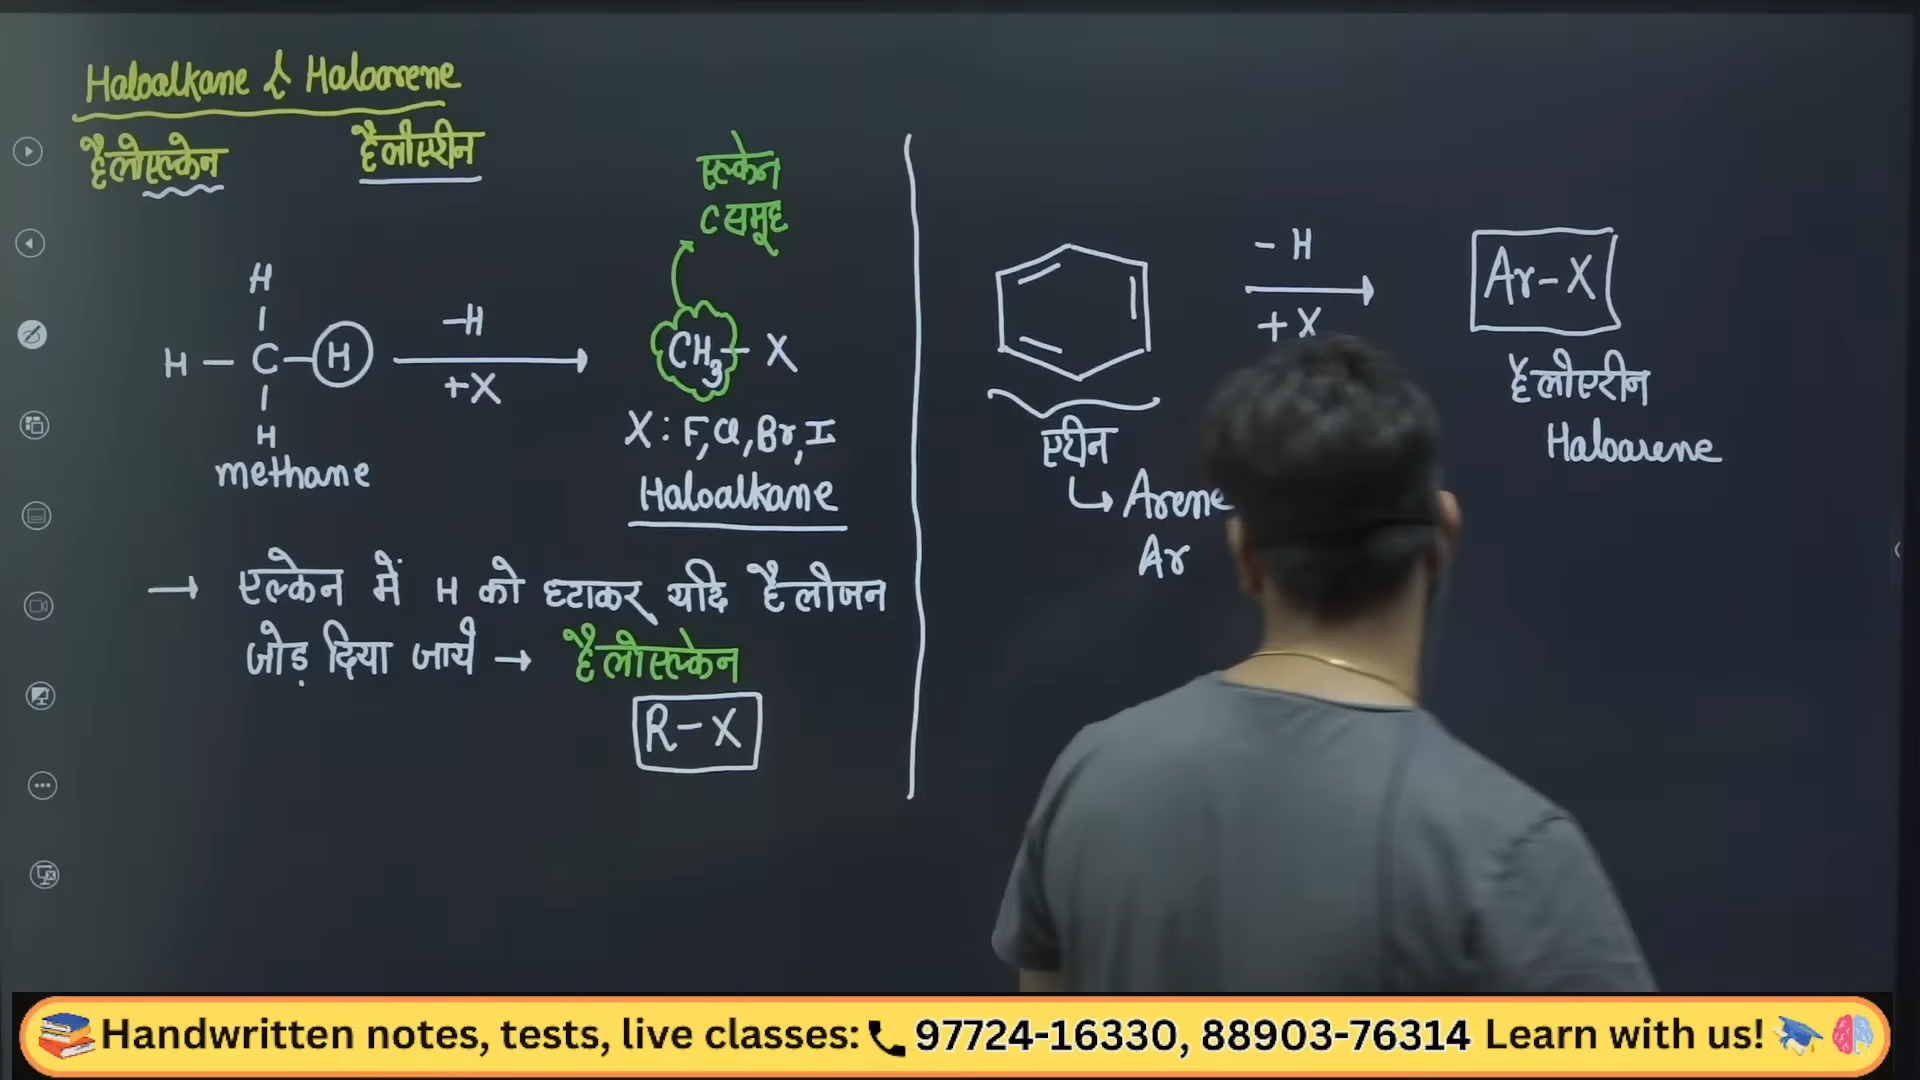 Haloalkane & Haloarene
हैलोएल्केन हैलोएरीन
एल्केन
C समूह
H
H – C – H
H
methane
–H
+X
CH3 – X
X : F, Cl, Br, I
Haloalkane
→ एल्केन में H को घटाकर यदि हैलोजन
जोड़ दिया जाये → हैलोएल्केन
R – X
– H
+ X
Ar – X
हैलोएरीन
Haloarene
एरीन
↳ Arene
Ar
Handwritten notes, tests, live classes: 97724-16330, 88903-76314 Learn with us!